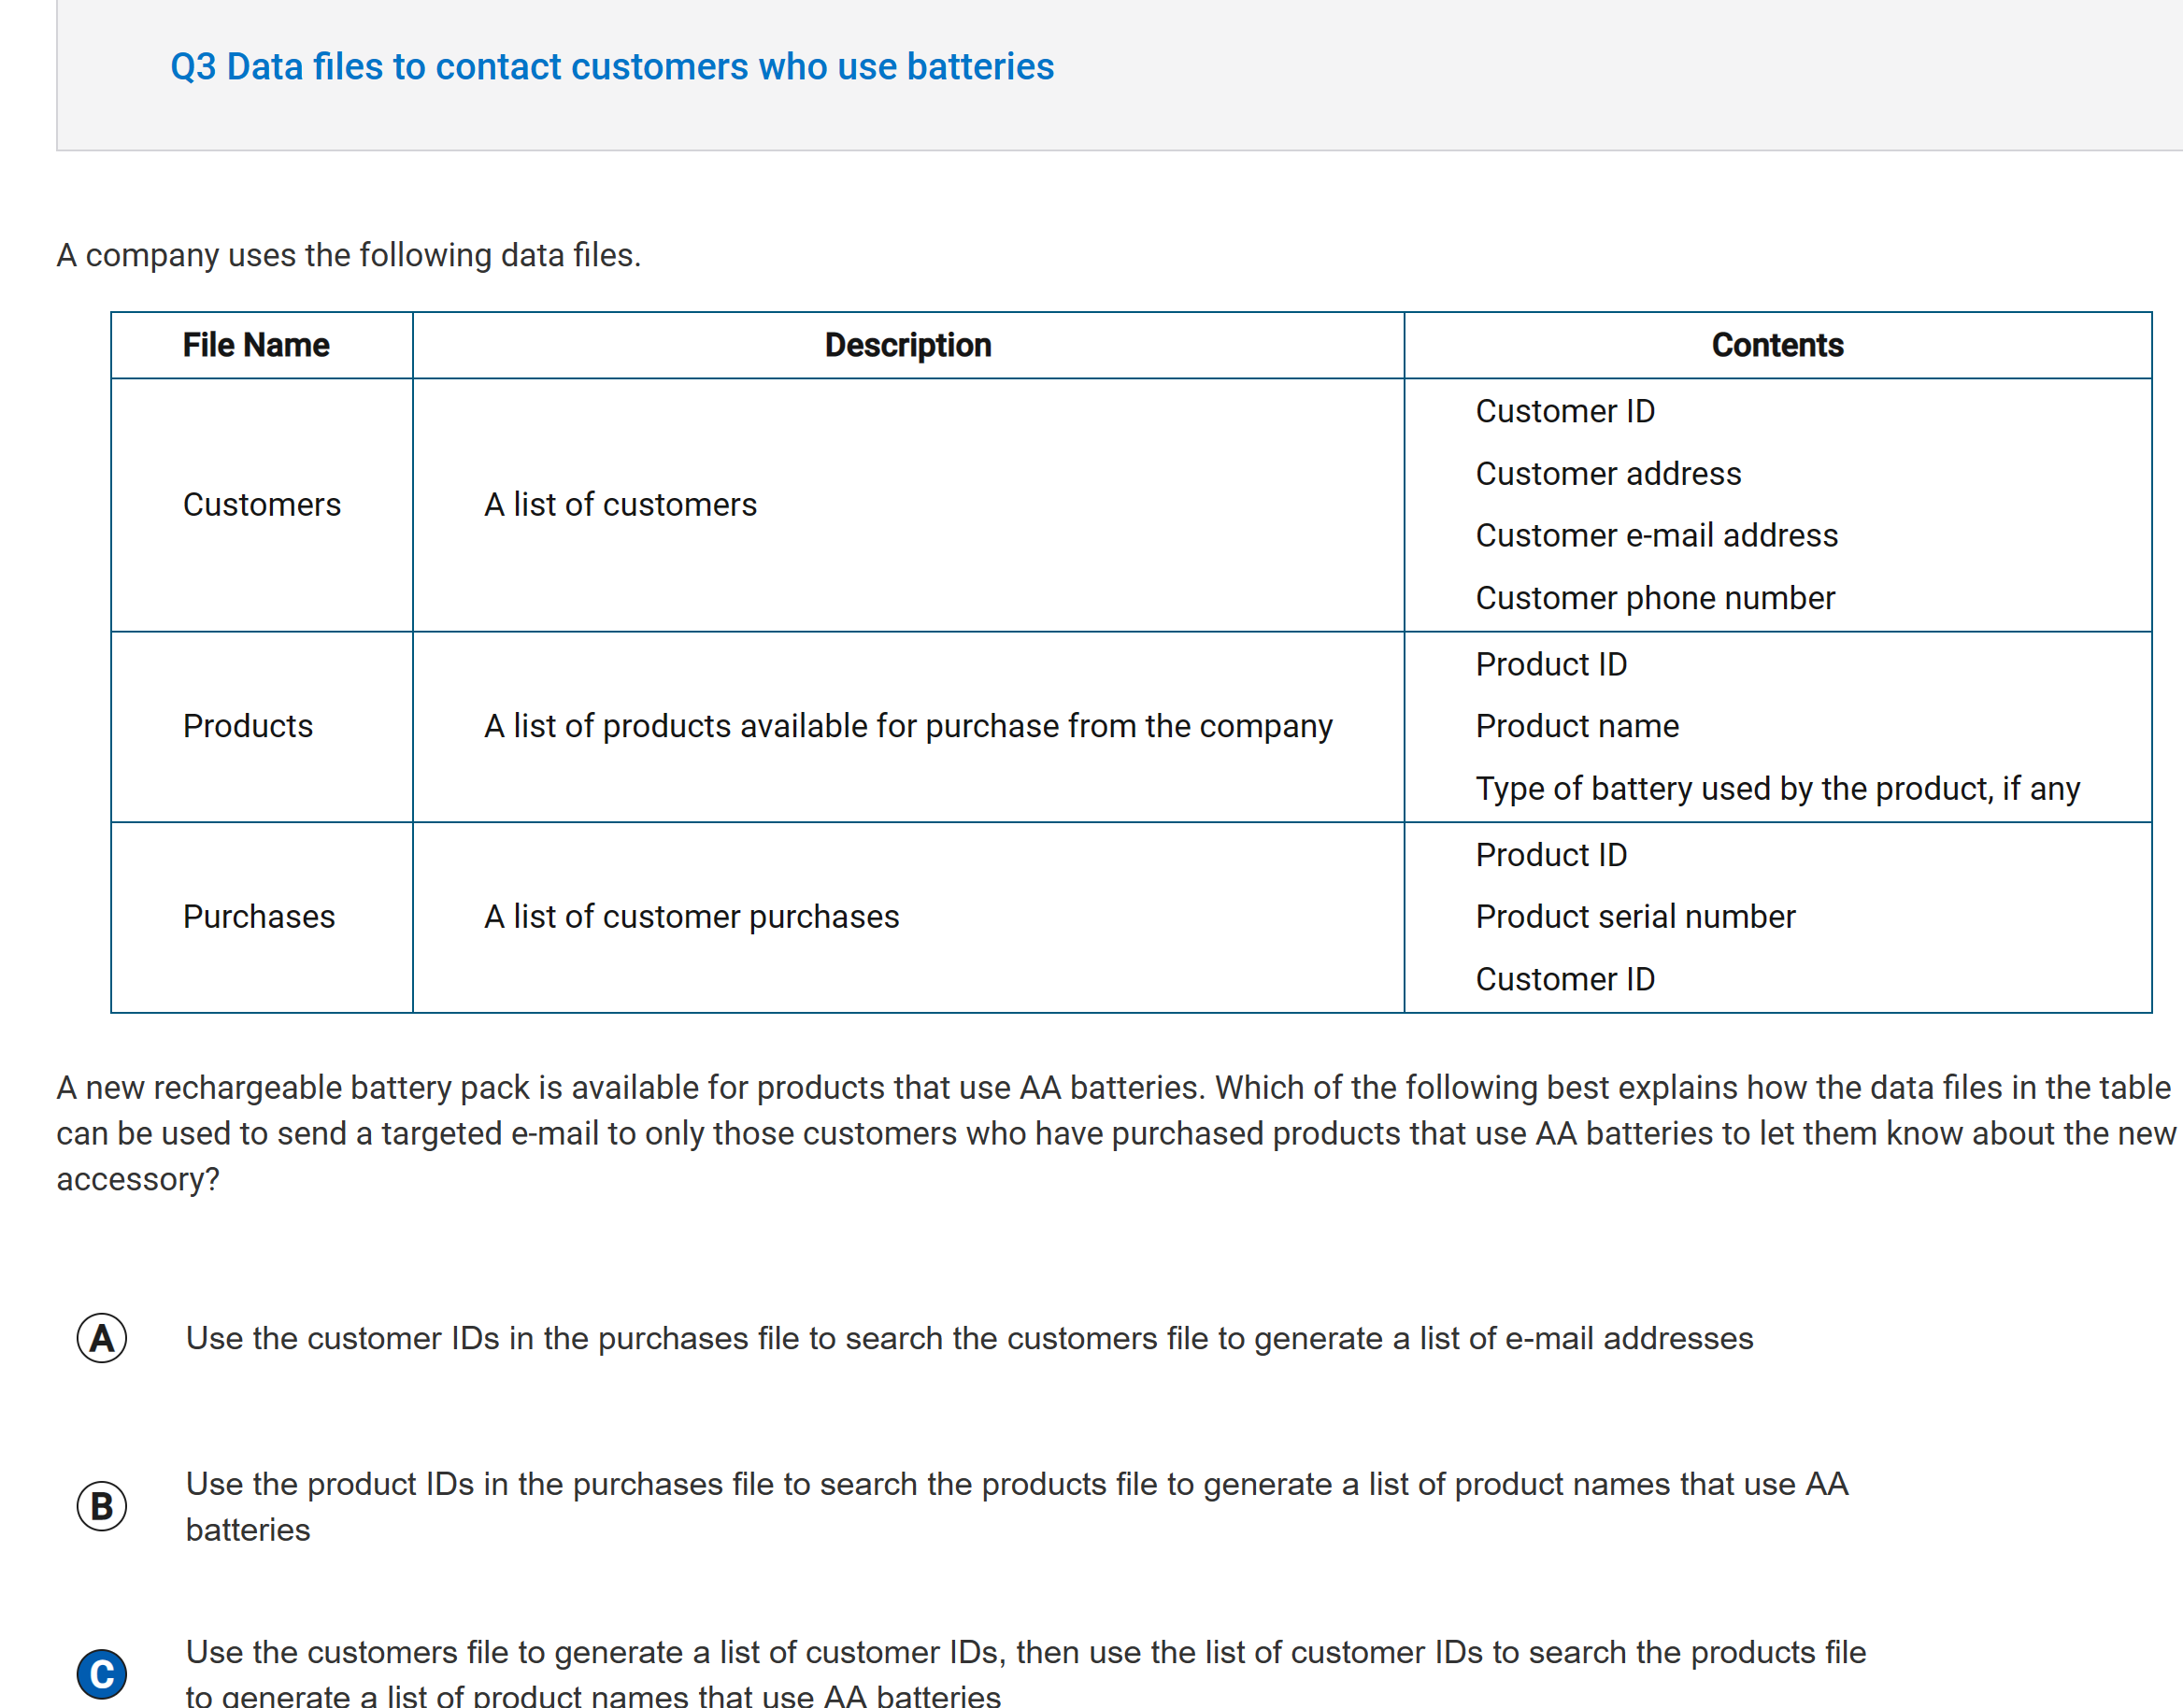 Q3 Data files to contact customers who use batteries
A company uses the following data files.
File Name Description Contents
Customers A list of customers
Customer ID
Customer address
Customer e-mail address
Customer phone number
Products A list of products available for purchase from the company
Product ID
Product name
Type of battery used by the product, if any
Purchases A list of customer purchases
Product ID
Product serial number
Customer ID
A new rechargeable battery pack is available for products that use AA batteries. Which of the following best explains how the data files in the table
can be used to send a targeted e-mail to only those customers who have purchased products that use AA batteries to let them know about the new
accessory?
A Use the customer IDs in the purchases file to search the customers file to generate a list of e-mail addresses
B Use the product IDs in the purchases file to search the products file to generate a list of product names that use AA
batteries
C Use the customers file to generate a list of customer IDs, then use the list of customer IDs to search the products file
to generate a list of product names that use AA batteries